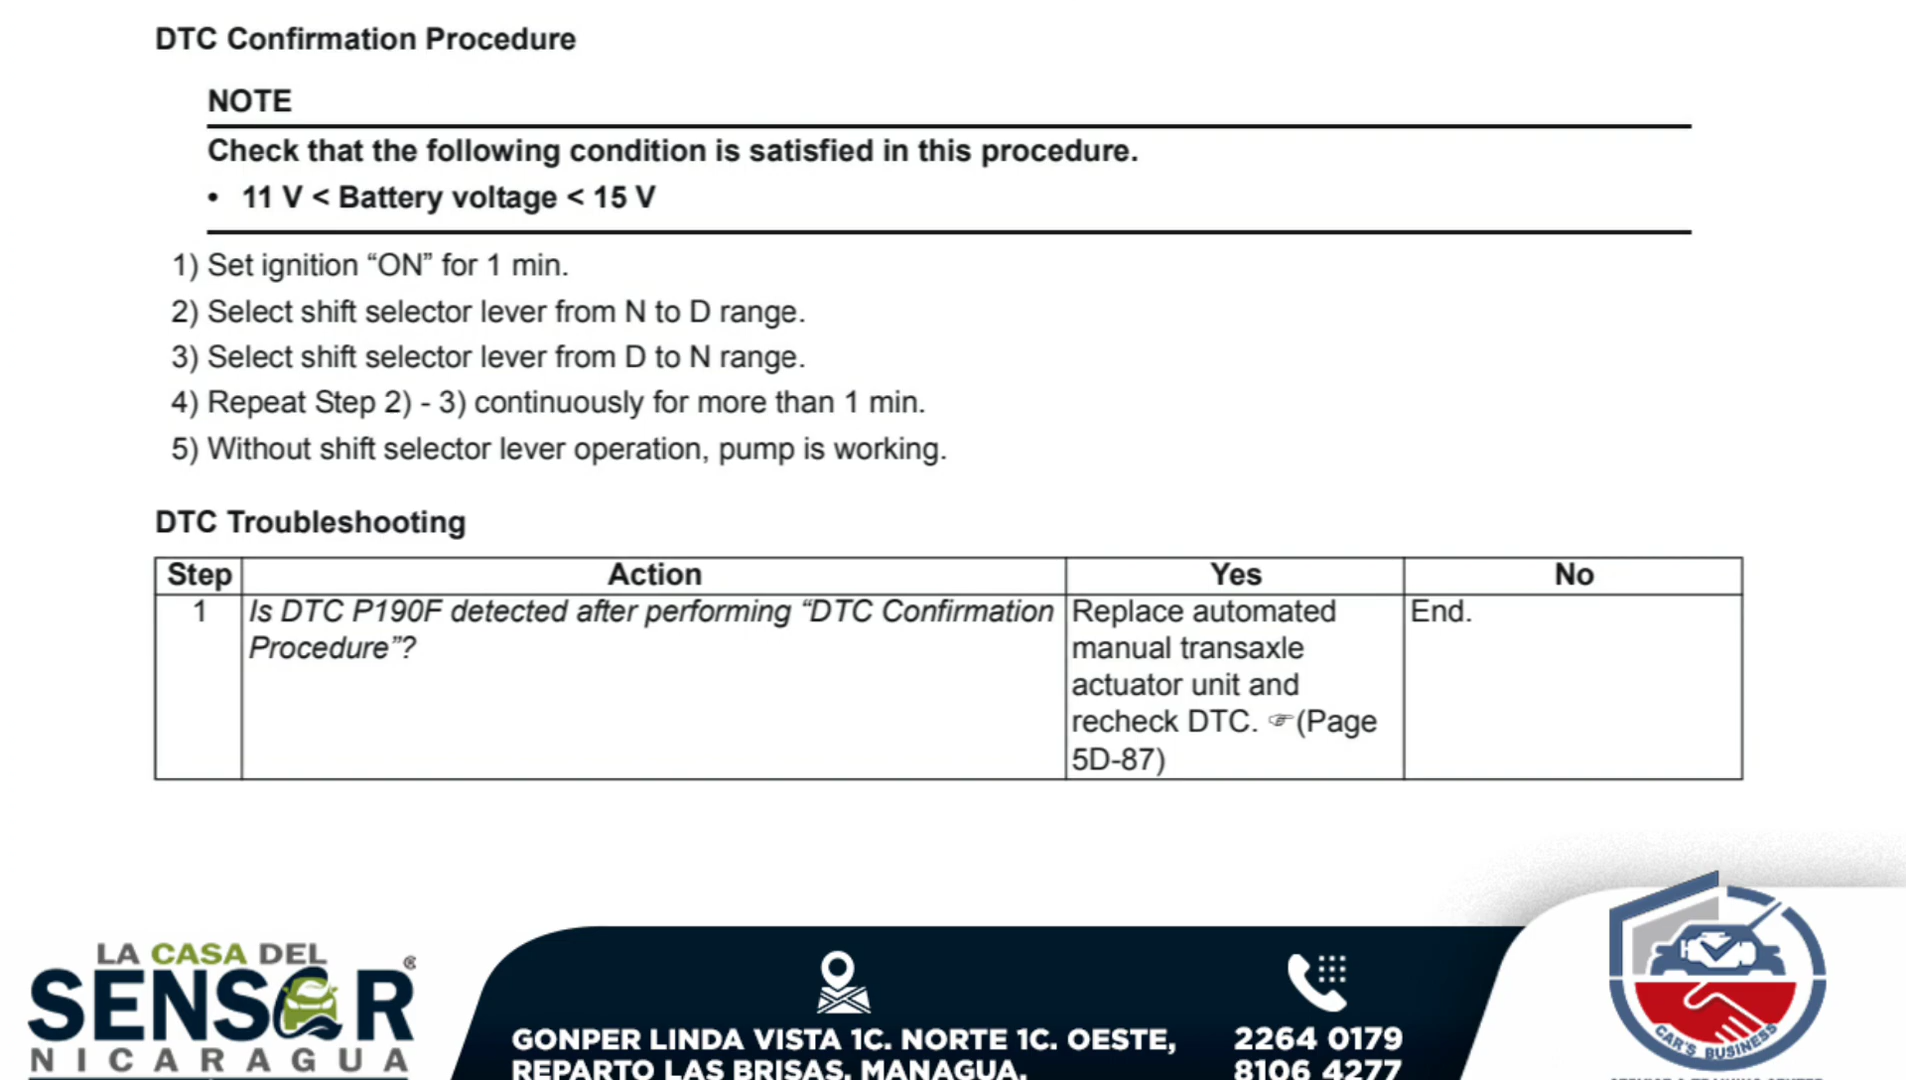 DTC Confirmation Procedure
NOTE
Check that the following condition is satisfied in this procedure.
• 11 V < Battery voltage < 15 V
1) Set ignition “ON” for 1 min.
2) Select shift selector lever from N to D range.
3) Select shift selector lever from D to N range.
4) Repeat Step 2) - 3) continuously for more than 1 min.
5) Without shift selector lever operation, pump is working.
DTC Troubleshooting
Step Action Yes No
1 Is DTC P190F detected after performing “DTC Confirmation
Procedure”?
Replace automated
manual transaxle
actuator unit and
recheck DTC. ☞(Page
5D-87)
End.
LA CASA DEL
SENSOR
NICARAGUA
GONPER LINDA VISTA 1C. NORTE 1C. OESTE,
REPARTO LAS BRISAS, MANAGUA.
2264 0179
8106 4277
CAR'S BUSINESS